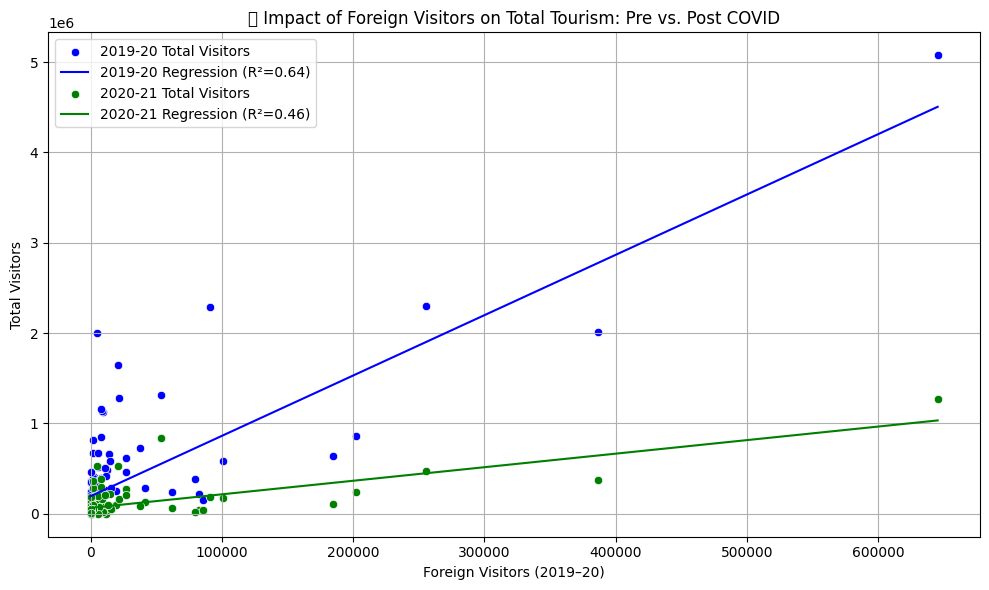 Impact of Foreign Visitors on Total Tourism: Pre vs. Post COVID
1e6
2019-20 Total Visitors
2019-20 Regression (R²=0.64)
2020-21 Total Visitors
2020-21 Regression (R²=0.46)
5
4
3
2
1
0
Total Visitors
0 100000 200000 300000 400000 500000 600000
Foreign Visitors (2019–20)